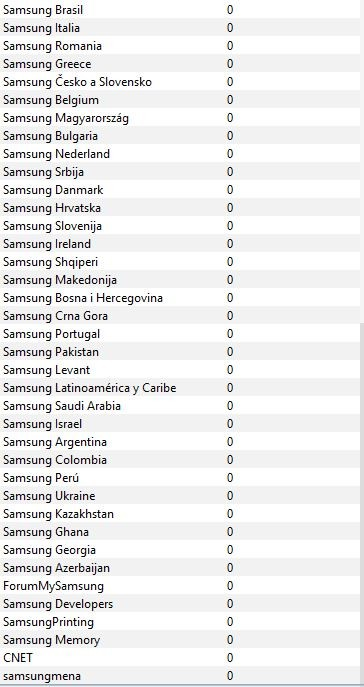 Samsung Brasil 0
Samsung Italia 0
Samsung Romania 0
Samsung Greece 0
Samsung Česko a Slovensko 0
Samsung Belgium 0
Samsung Magyarország 0
Samsung Bulgaria 0
Samsung Nederland 0
Samsung Srbija 0
Samsung Danmark 0
Samsung Hrvatska 0
Samsung Slovenija 0
Samsung Ireland 0
Samsung Shqiperi 0
Samsung Makedonija 0
Samsung Bosna i Hercegovina 0
Samsung Crna Gora 0
Samsung Portugal 0
Samsung Pakistan 0
Samsung Levant 0
Samsung Latinoamérica y Caribe 0
Samsung Saudi Arabia 0
Samsung Israel 0
Samsung Argentina 0
Samsung Colombia 0
Samsung Perú 0
Samsung Ukraine 0
Samsung Kazakhstan 0
Samsung Ghana 0
Samsung Georgia 0
Samsung Azerbaijan 0
ForumMySamsung 0
Samsung Developers 0
SamsungPrinting 0
Samsung Memory 0
CNET 0
samsungmena 0